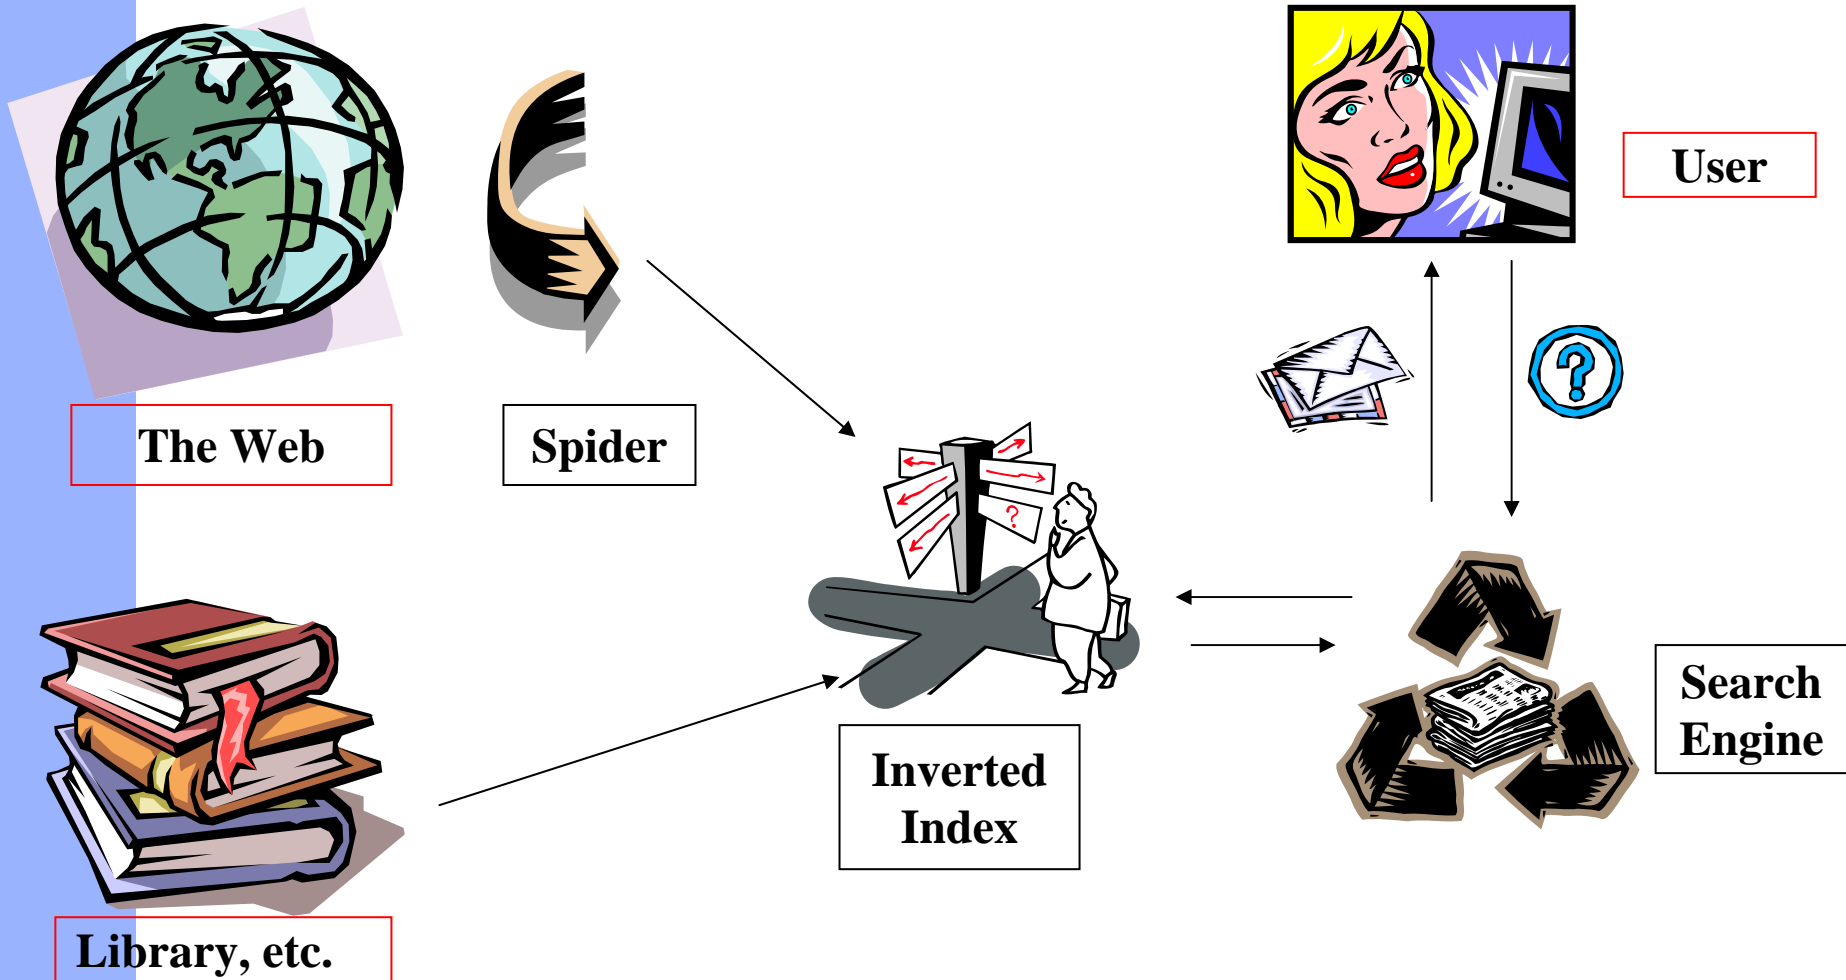 User
The Web
Spider
?
?
Search
Engine
Inverted
Index
Library, etc.